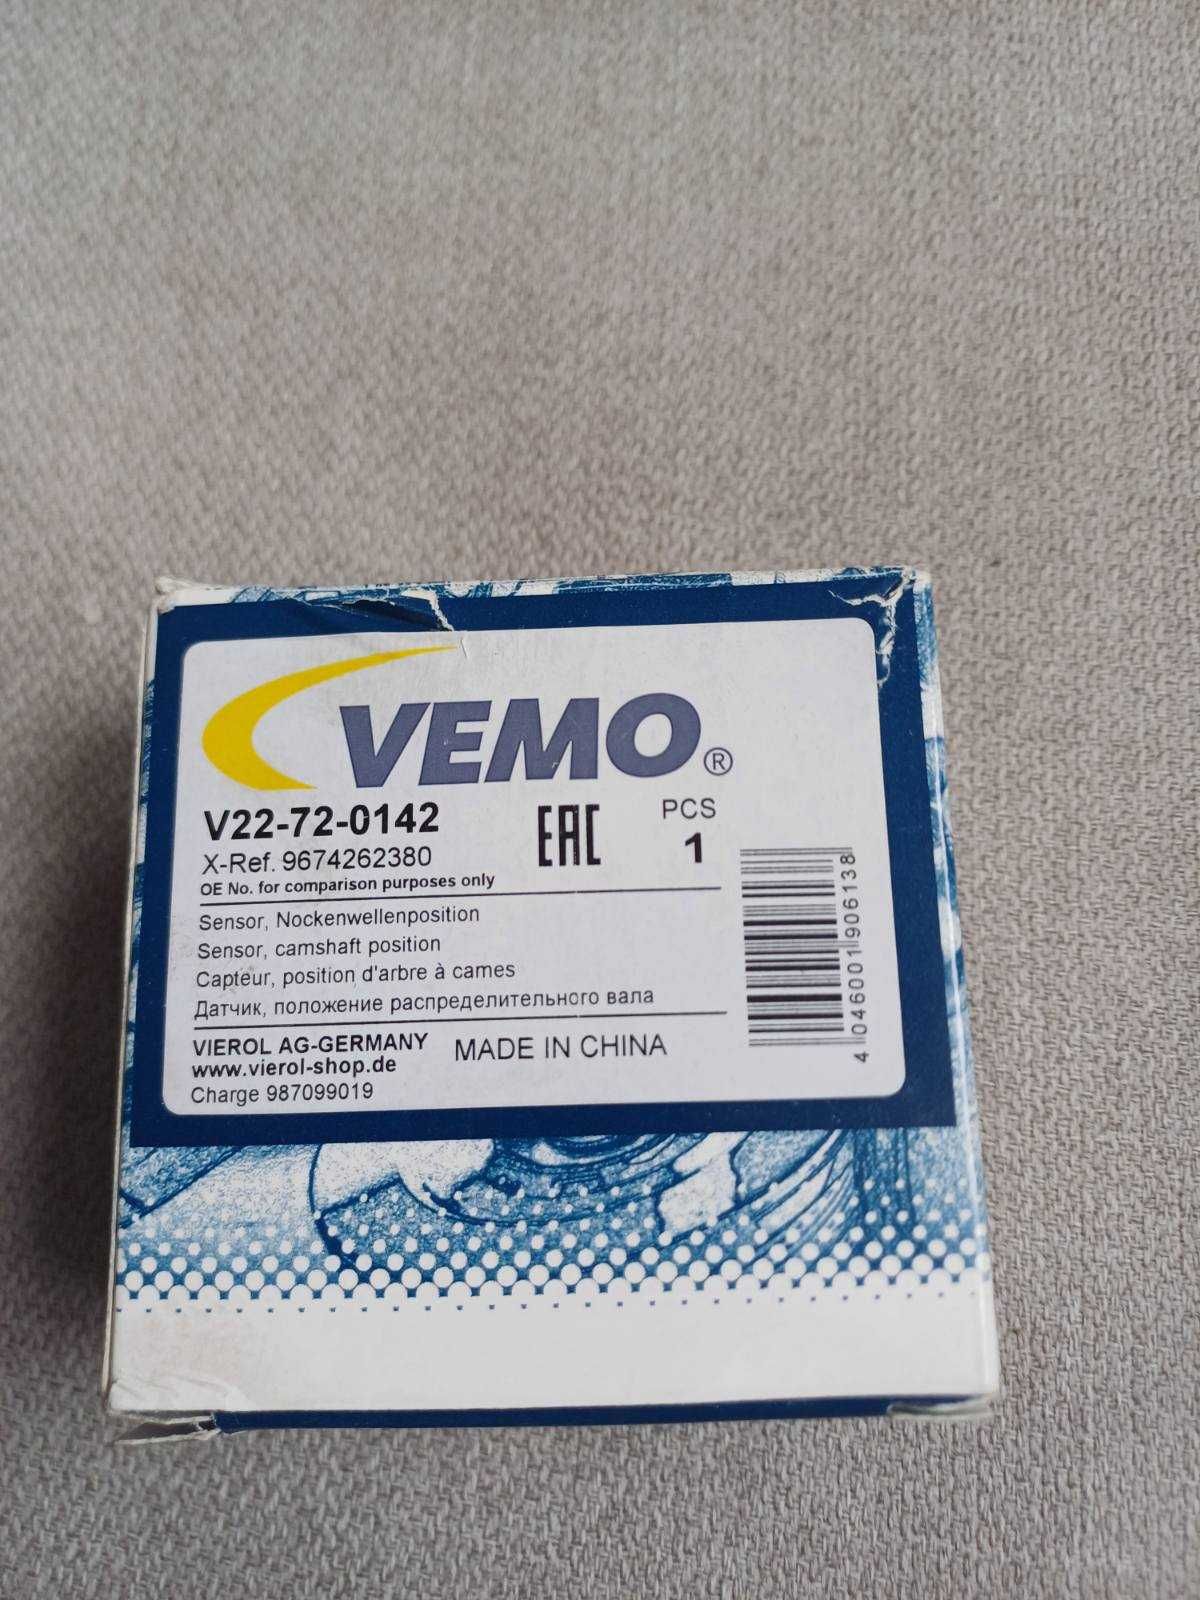 VEMO®
V22-72-0142
EAC
PCS
1
X-Ref. 9674262380
OE No. for comparison purposes only
Sensor, Nockenwellenposition
Sensor, camshaft position
Capteur, position d'arbre à cames
Датчик, положение распределительного вала
VIEROL AG-GERMANY
www.vierol-shop.de
MADE IN CHINA
Charge 987099019
4 046001 906138